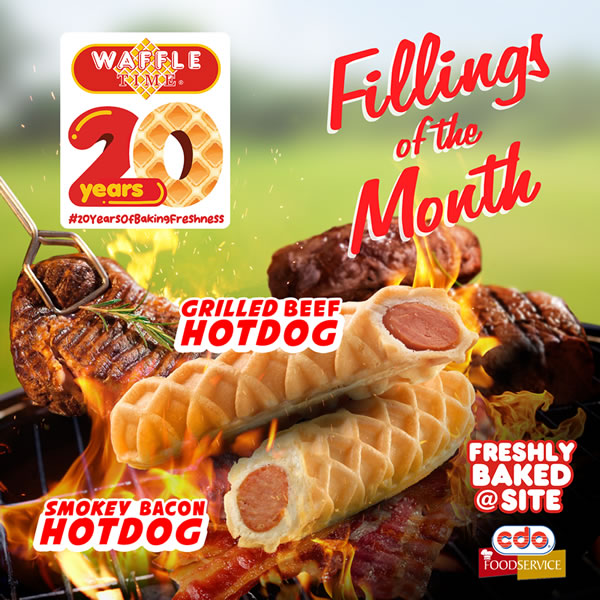 WAFFLE
TIME®
20
years
#20YearsOfBakingFreshness
Fillings
of the
Month
GRILLED BEEF
HOTDOG
SMOKEY BACON
HOTDOG
FRESHLY
BAKED
@ SITE
cdo
FOODSERVICE